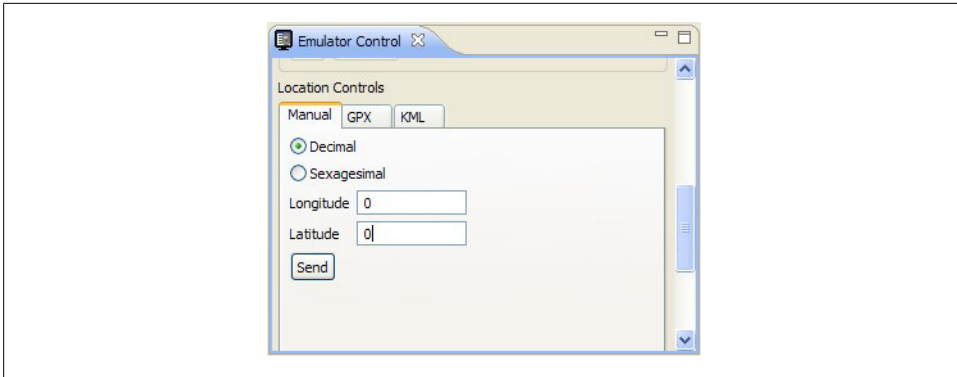 Emulator Control
Location Controls
Manual GPX KML
Decimal
Sexagesimal
Longitude 0
Latitude 0
Send